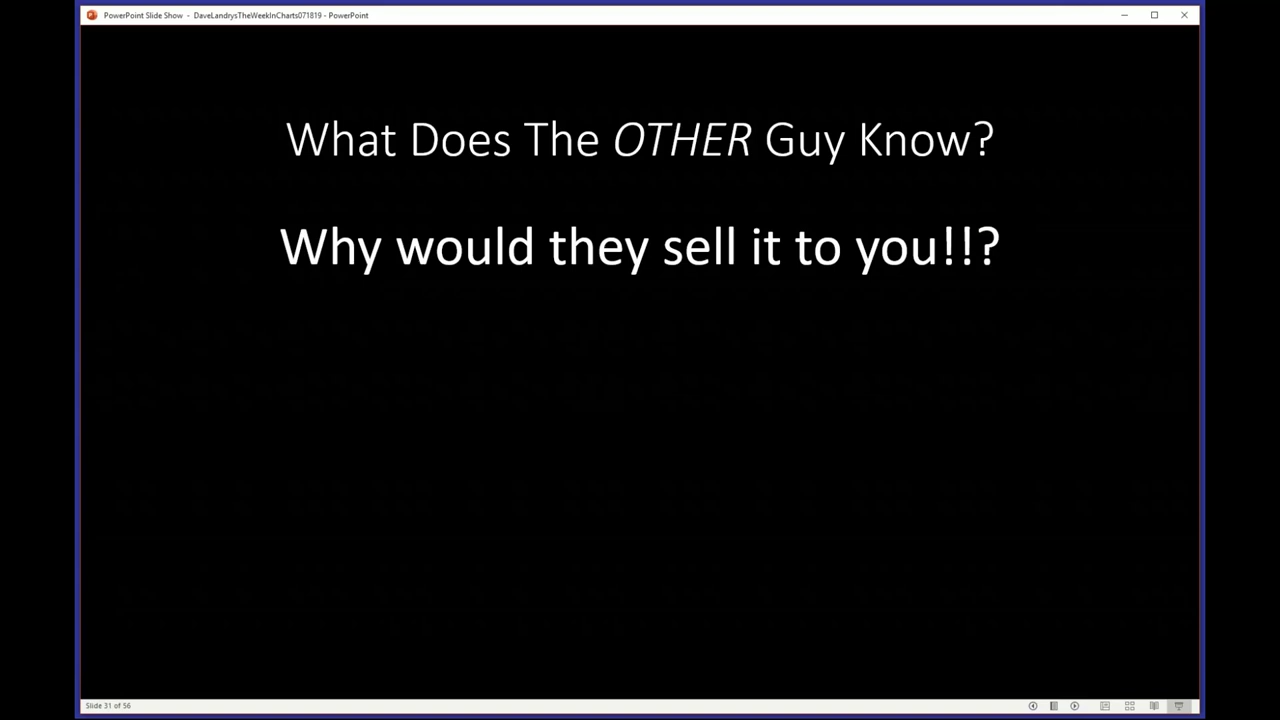 PowerPoint Slide Show - DaveLandrysTheWeekInCharts071819 - PowerPoint
What Does The OTHER Guy Know?
Why would they sell it to you!!?
Slide 31 of 56